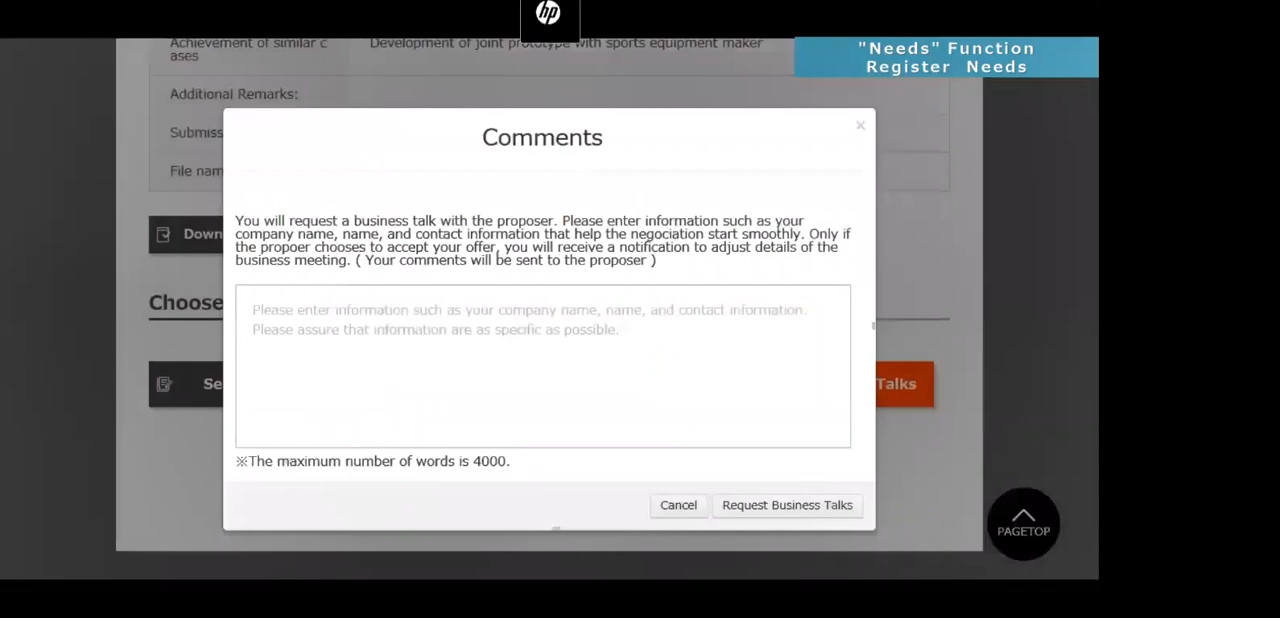 hp
Achievement of similar c
ases
Development of joint prototype with sports equipment maker
"Needs" Function
Register Needs
Additional Remarks:
Submiss
File nam
Comments
×
You will request a business talk with the proposer. Please enter information such as your
company name, name, and contact information that help the negociation start smoothly. Only if
the propoer chooses to accept your offer, you will receive a notification to adjust details of the
business meeting. ( Your comments will be sent to the proposer )
Down
Please enter information such as your company name, name, and contact information.
Please assure that information are as specific as possible.
Choose
Se
Talks
※The maximum number of words is 4000.
Cancel
Request Business Talks
PAGETOP